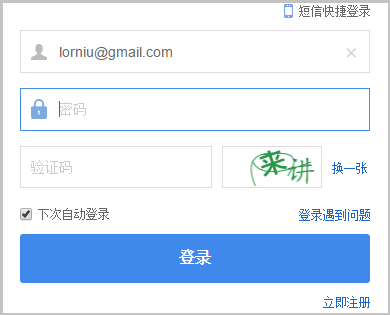 短信快捷登录
lorniu@gmail.com
密码
验证码 来讲 换一张
下次自动登录 登录遇到问题
登录
立即注册